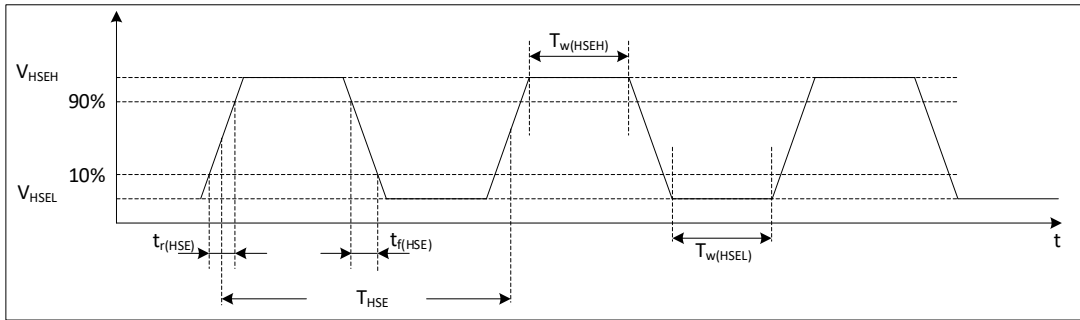 T_w(HSEH)
V_HSEH
90%
10%
V_HSEL
t_r(HSE)
t_f(HSE)
T_w(HSEL)
t
T_HSE